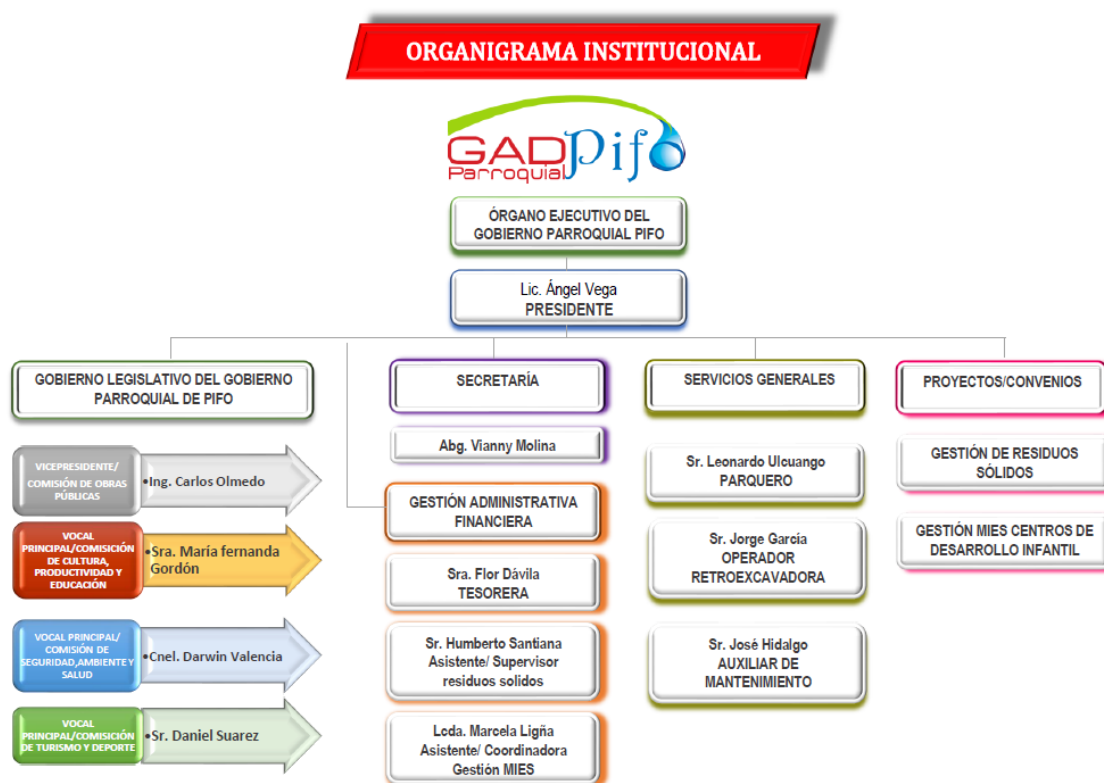 ORGANIGRAMA INSTITUCIONAL
GAD Pifo
Parroquial
ÓRGANO EJECUTIVO DEL
GOBIERNO PARROQUIAL PIFO
Lic. Ángel Vega
PRESIDENTE
GOBIERNO LEGISLATIVO DEL GOBIERNO
PARROQUIAL DE PIFO
VICEPRESIDENTE/
COMISIÓN DE OBRAS
PÚBLICAS
•Ing. Carlos Olmedo
VOCAL
PRINCIPAL/COMISICIÓN
DE CULTURA,
PRODUCTIVIDAD Y
EDUCACIÓN
•Sra. María fernanda
Gordón
VOCAL PRINCIPAL/
COMISIÓN DE
SEGURIDAD,AMBIENTE Y
SALUD
•Cnel. Darwin Valencia
VOCAL
PRINCIPAL/COMISICIÓN
DE TURISMO Y DEPORTE
•Sr. Daniel Suarez
SECRETARÍA
Abg. Vianny Molina
GESTIÓN ADMINISTRATIVA
FINANCIERA
Sra. Flor Dávila
TESORERA
Sr. Humberto Santiana
Asistente/ Supervisor
residuos solidos
Lcda. Marcela Ligña
Asistente/ Coordinadora
Gestión MIES
SERVICIOS GENERALES
Sr. Leonardo Ulcuango
PARQUERO
Sr. Jorge García
OPERADOR
RETROEXCAVADORA
Sr. José Hidalgo
AUXILIAR DE
MANTENIMIENTO
PROYECTOS/CONVENIOS
GESTIÓN DE RESIDUOS
SÓLIDOS
GESTIÓN MIES CENTROS DE
DESARROLLO INFANTIL